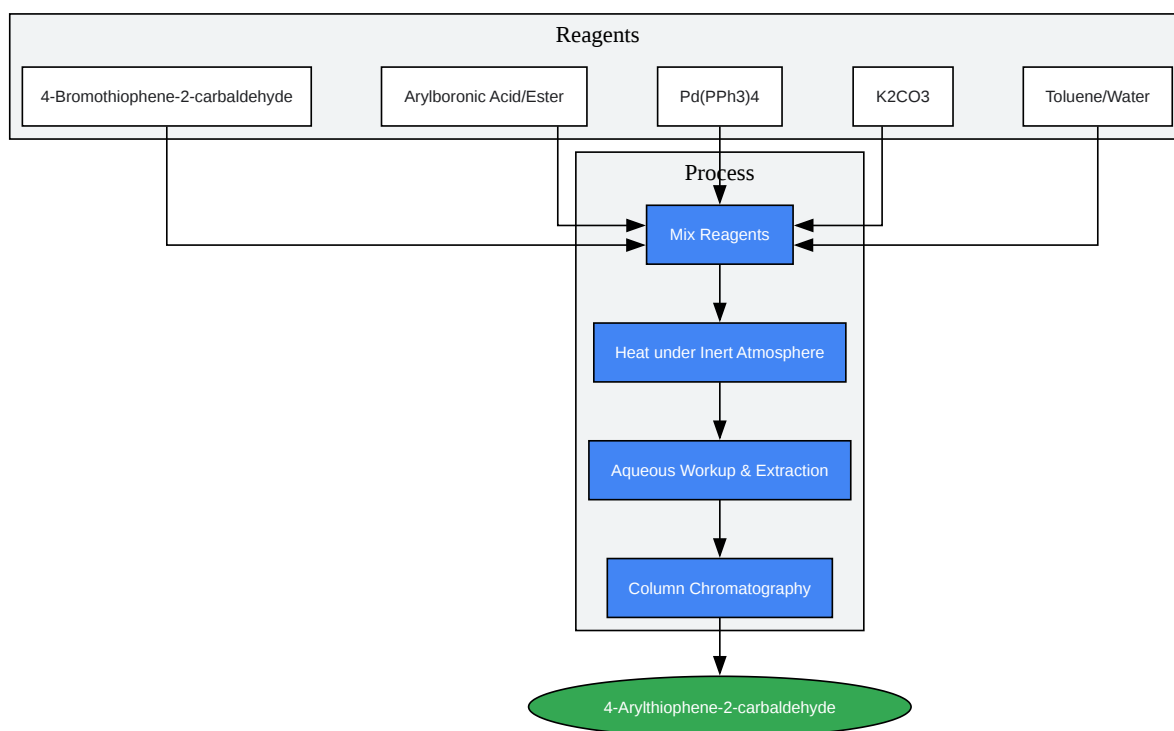 Reagents
4-Bromothiophene-2-carbaldehyde
Arylboronic Acid/Ester
Pd(PPh3)4
K2CO3
Toluene/Water
Process
Mix Reagents
Heat under Inert Atmosphere
Aqueous Workup & Extraction
Column Chromatography
4-Arylthiophene-2-carbaldehyde